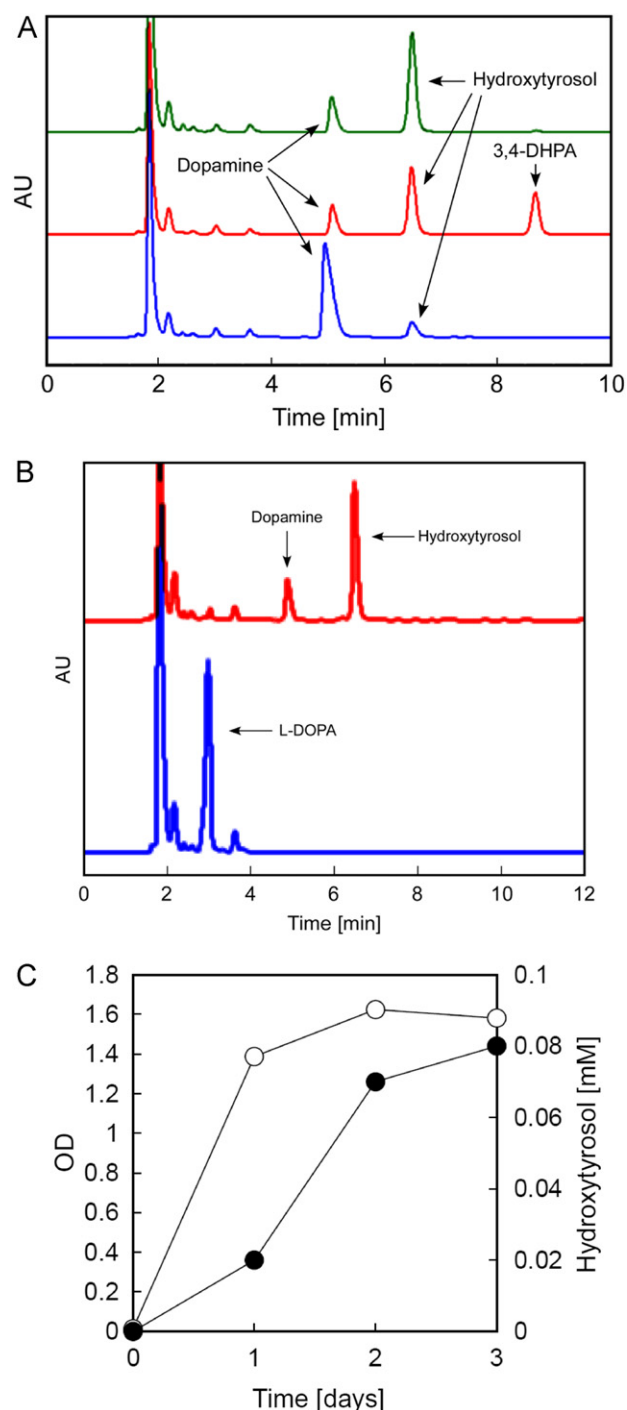 A
Hydroxytyrosol
3,4-DHPA
Dopamine
AU
0 2 4 6 8 10
Time [min]
B
Dopamine
Hydroxytyrosol
L-DOPA
AU
0 2 4 6 8 10 12
Time [min]
C
1.8
1.6
1.4
1.2
1
0.8
0.6
0.4
0.2
0
OD
0.1
0.08
0.06
0.04
0.02
0
Hydroxytyrosol [mM]
0 1 2 3
Time [days]